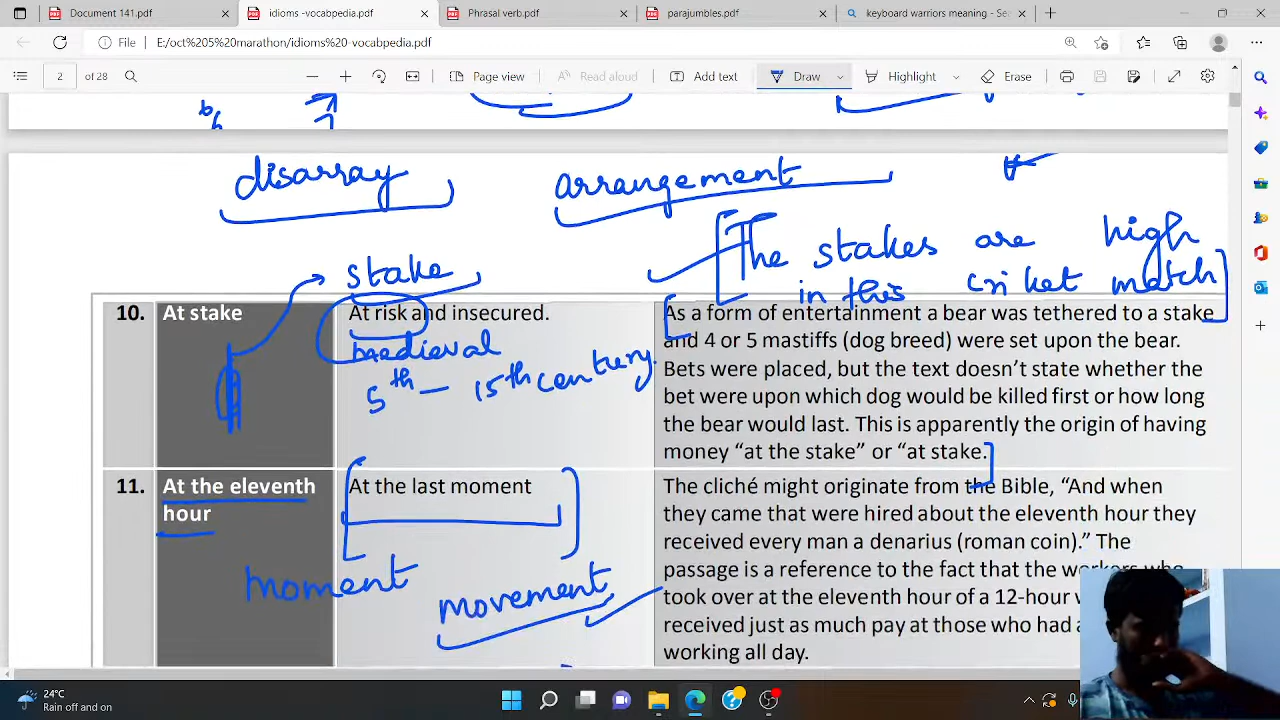 Document 141.pdf
idioms -vocabpedia.pdf
Phrasal verb.pdf
parajumbles.pdf
keyboard warriors meaning - Se
File
E:/oct%205%20marathon/idioms%20-vocabpedia.pdf
2 of 28
Page view
Read aloud
Add text
Draw
Highlight
Erase
disarray
arrangement
The stakes are high
in this cricket match
stake
10. At stake
At risk and insecured.
medieval
5th – 15th century.
As a form of entertainment a bear was tethered to a stake
and 4 or 5 mastiffs (dog breed) were set upon the bear.
Bets were placed, but the text doesn't state whether the
bet were upon which dog would be killed first or how long
the bear would last. This is apparently the origin of having
money “at the stake” or “at stake.
11. At the eleventh
hour
At the last moment
moment
movement
The cliché might originate from the Bible, “And when
they came that were hired about the eleventh hour they
received every man a denarius (roman coin).” The
passage is a reference to the fact that the workers who
took over at the eleventh hour of a 12-hour
received just as much pay at those who had
working all day.
24°C
Rain off and on